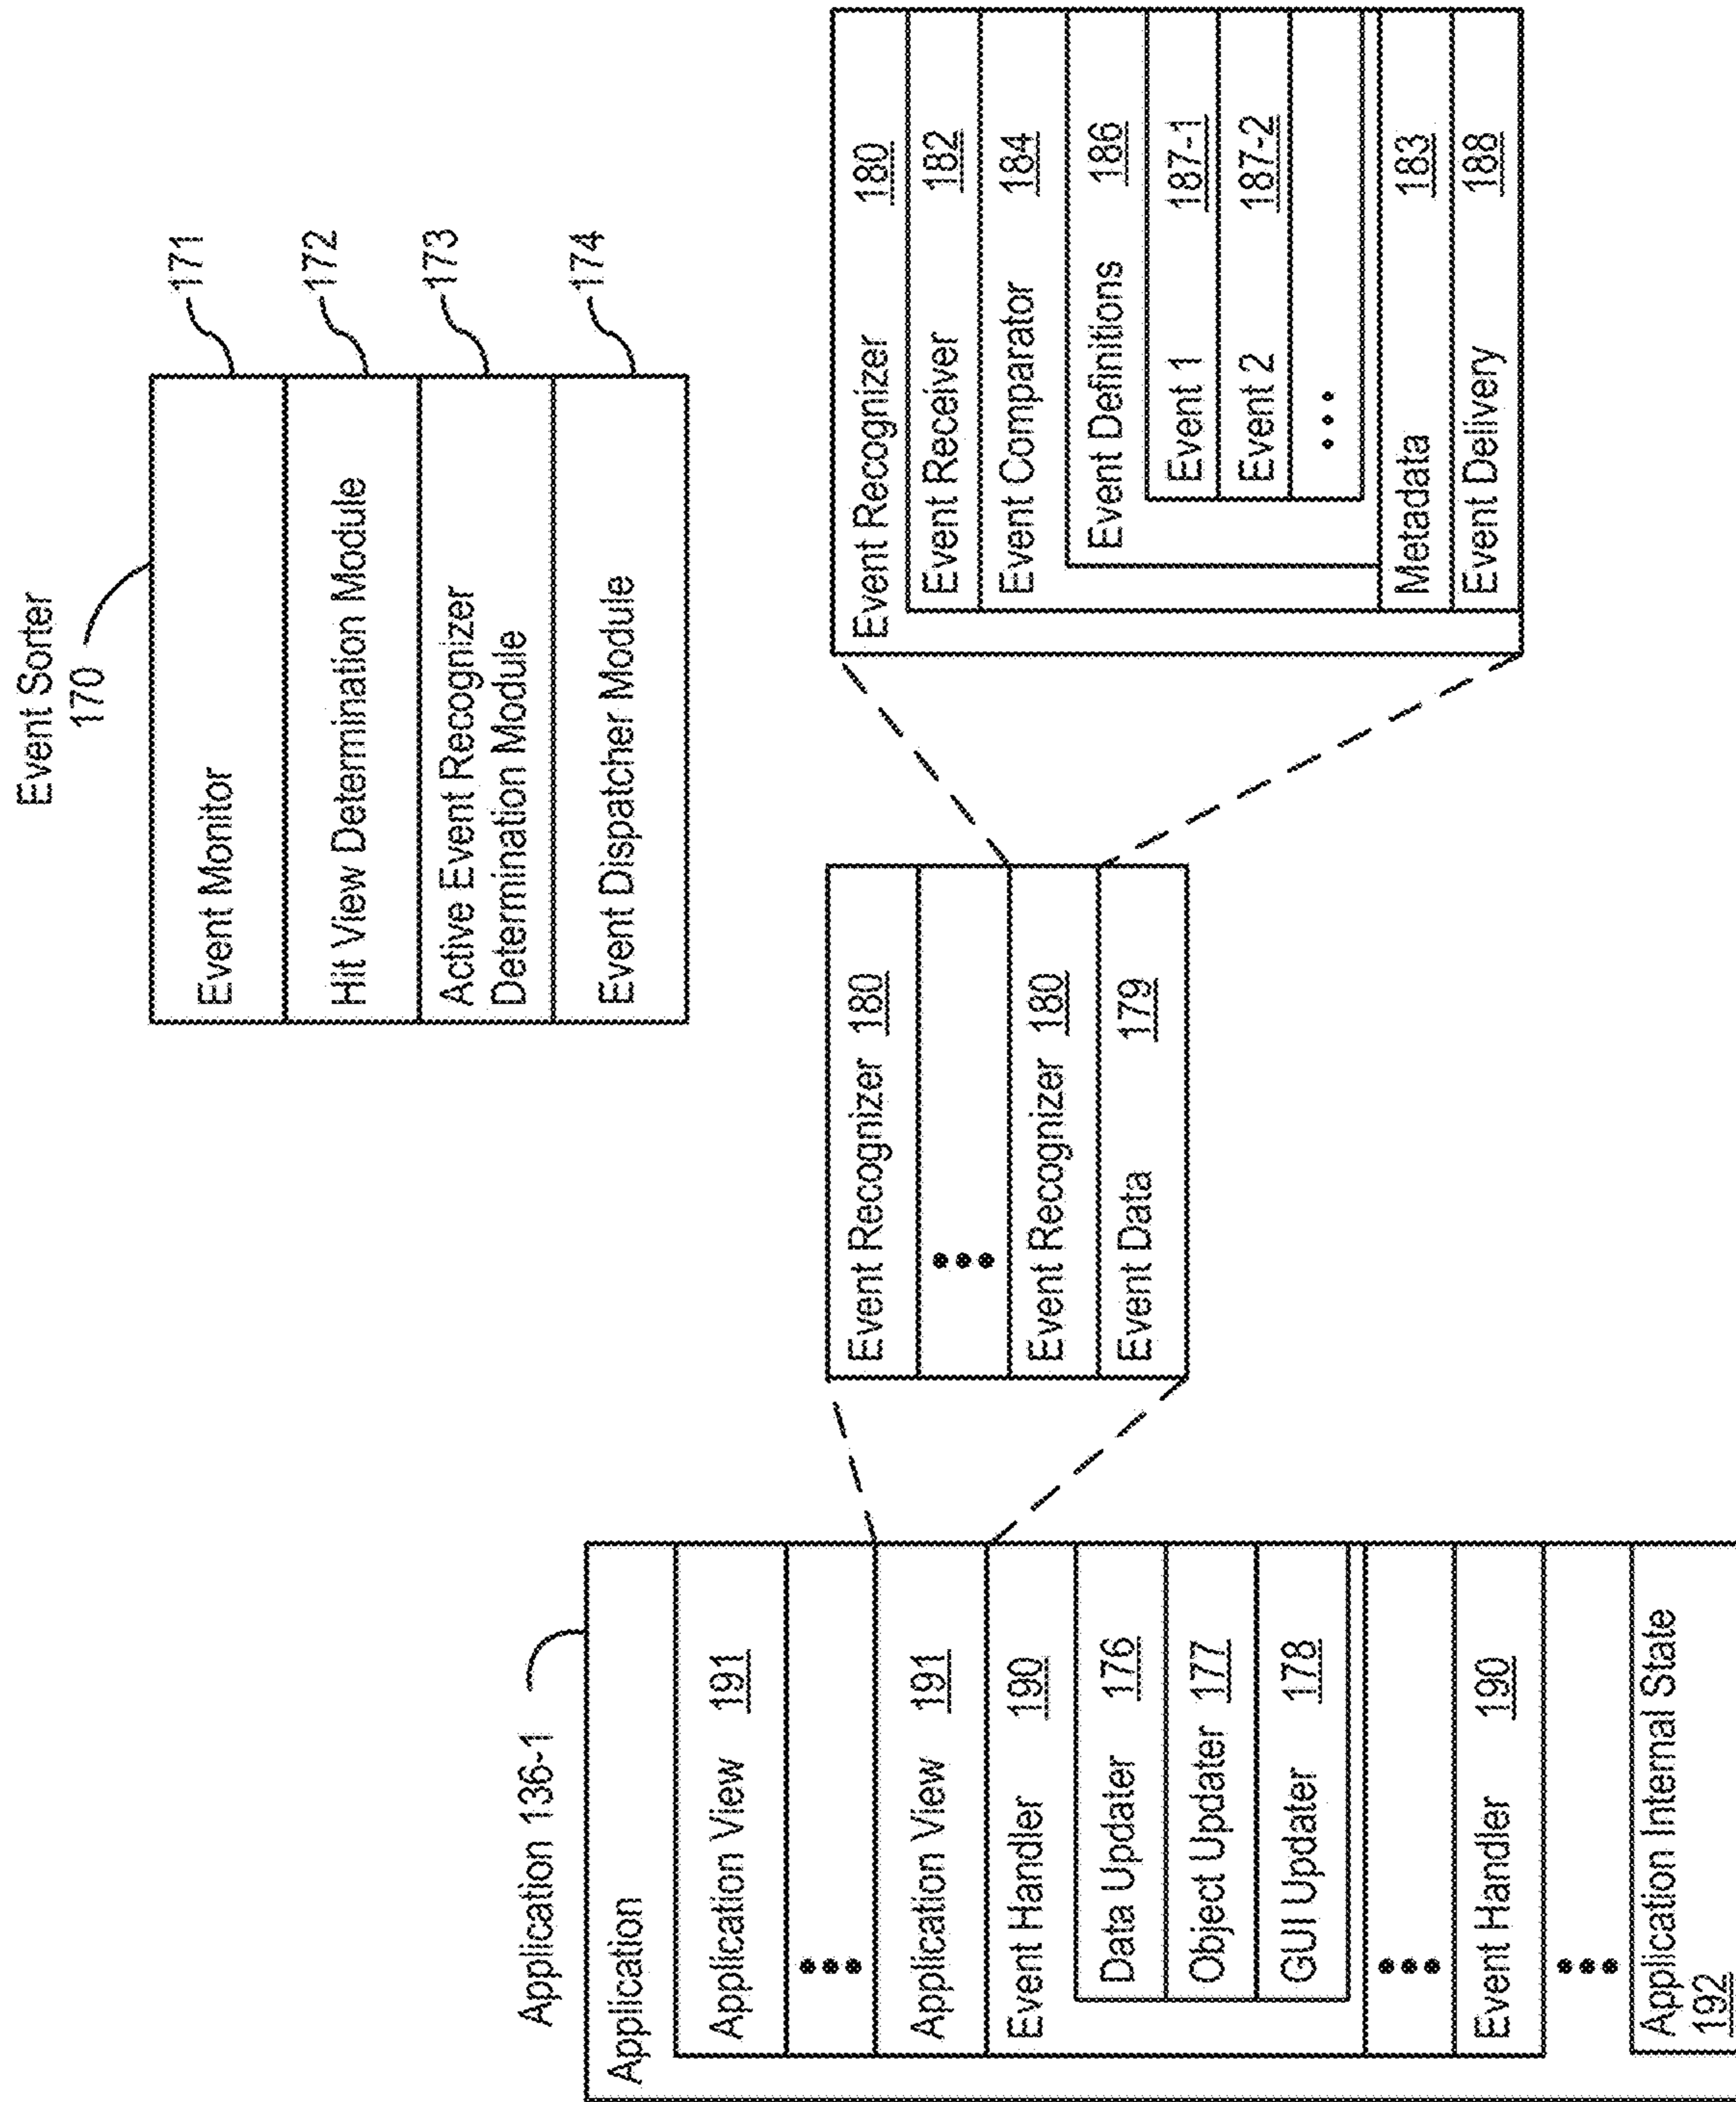 Event Sorter
170
Event Monitor
171
Hit View Determination Module
172
Active Event Recognizer
Determination Module
173
Event Dispatcher Module
174
Application 136-1
Application
Application View 191
•••
Application View 191
Event Handler 190
Data Updater 176
Object Updater 177
GUI Updater 178
•••
Event Handler 190
•••
Application Internal State
192
Event Recognizer 180
•••
Event Recognizer 180
Event Data 179
Event Recognizer 180
Event Receiver 182
Event Comparator 184
Event Definitions 186
Event 1 187-1
Event 2 187-2
•••
Metadata 183
Event Delivery 188